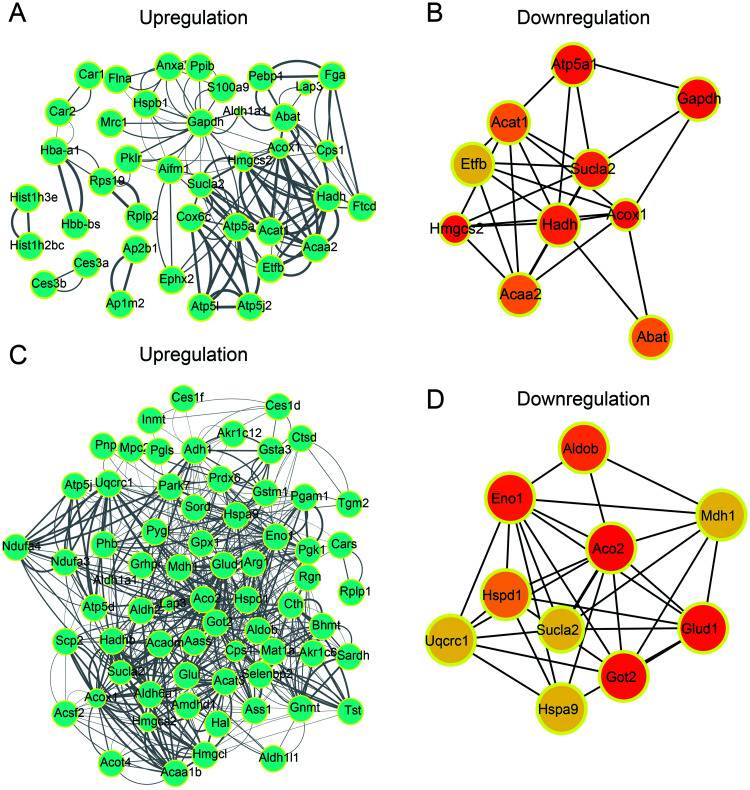 A
Upregulation
Car1
Flna
Anxa
Ppib
S100a9
Pebp1
Lap3
Fga
Car2
Mrc1
Hspb1
Gapdh
Aldh1a1
Abat
Hba-a1
Pklr
Aifm1
Hmgcs2
Acox1
Cps1
Rps19
Sucla2
Hist1h3e
Hbb-bs
Rplp2
Cox6c
Hadh
Ftcd
Hist1h2bc
Ap2b1
Atp5a
Acat1
Acaa2
Ces3a
Ces3b
Ephx2
Etfb
Ap1m2
Atp5l
Atp5j2
B
Downregulation
Atp5a1
Gapdh
Acat1
Etfb
Sucla2
Hmgcs2
Hadh
Acox1
Acaa2
Abat
C
Upregulation
Ces1f
Ces1d
Inmt
Akr1c12
Ctsd
Pnp
Mpc2
Pgls
Adh1
Gsta3
Atp5j
Uqcrc1
Park7
Prdx6
Gstm1
Pgam1
Tgm2
Sord
Hspa9
Ndufa4
Phb
Pygl
Gpx1
Eno1
Pgk1
Cars
Ndufa3
Aldh1a1
Grhpr
Mdh1
Glud1
Arg1
Rgn
Rplp1
Atp5d
Aldh2
Lap3
Aco2
Hspd1
Cth
Got2
Bhmt
Scp2
Hadhb
Acadm
Aass
Aldob
Cps1
Mat1a
Akr1c6
Sardh
Sucla2
Glul
Acat3
Selenbp2
Acox1
Aldh6a1
Acsf2
Hmgcs2
Amdhd1
Hal
Ass1
Gnmt
Tst
Acot4
Acaa1b
Hmgcl
Aldh1l1
D
Downregulation
Aldob
Eno1
Mdh1
Aco2
Hspd1
Uqcrc1
Sucla2
Glud1
Got2
Hspa9